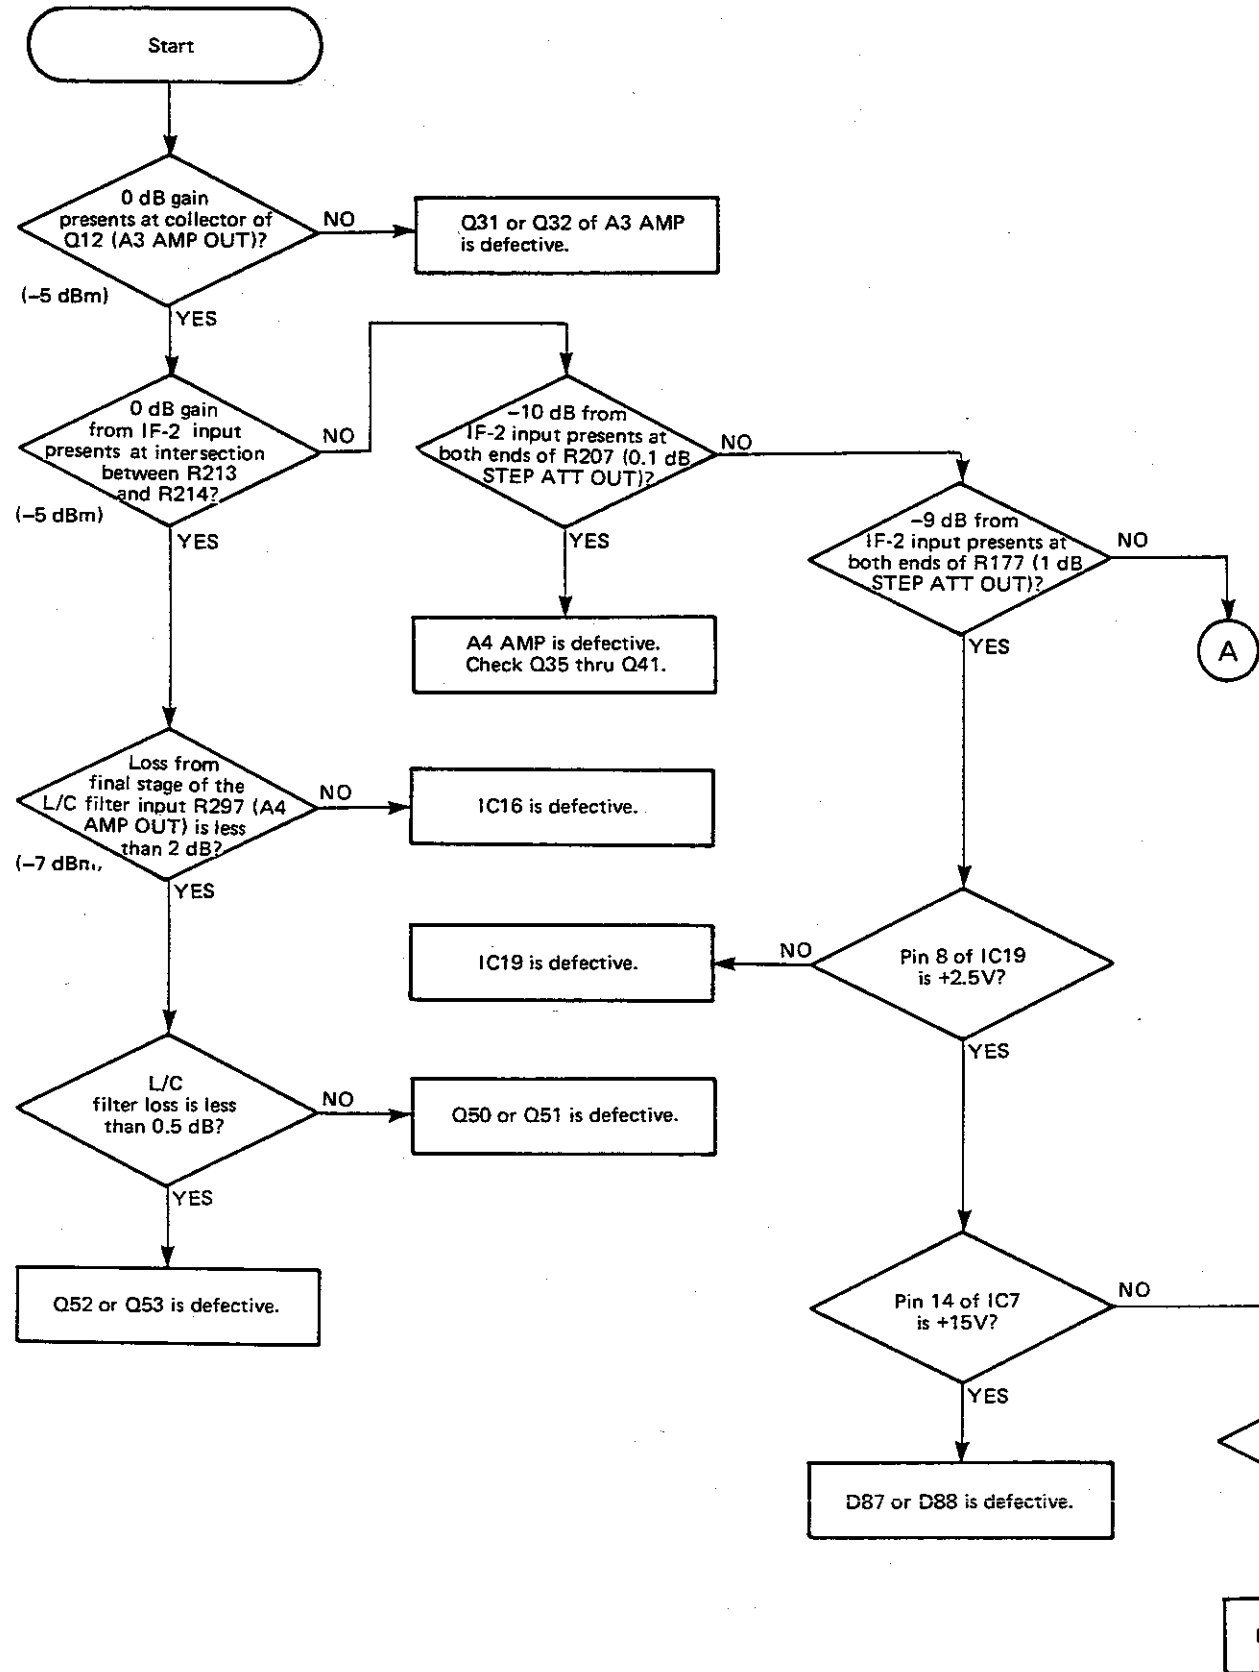 Start
0 dB gain
presents at collector of
Q12 (A3 AMP OUT)?
NO
Q31 or Q32 of A3 AMP
is defective.
(-5 dBm)
YES
0 dB gain
from IF-2 input
presents at intersection
between R213
and R214?
NO
(-5 dBm)
YES
-10 dB from
IF-2 input presents at
both ends of R207 (0.1 dB
STEP ATT OUT)?
NO
YES
A4 AMP is defective.
Check Q35 thru Q41.
-9 dB from
IF-2 input presents at
both ends of R177 (1 dB
STEP ATT OUT)?
NO
A
YES
Loss from
final stage of the
L/C filter input R297 (A4
AMP OUT) is less
than 2 dB?
NO
IC16 is defective.
(-7 dBm)
YES
Pin 8 of IC19
is +2.5V?
NO
IC19 is defective.
YES
L/C
filter loss is less
than 0.5 dB?
NO
Q50 or Q51 is defective.
YES
Q52 or Q53 is defective.
Pin 14 of IC7
is +15V?
NO
YES
D87 or D88 is defective.